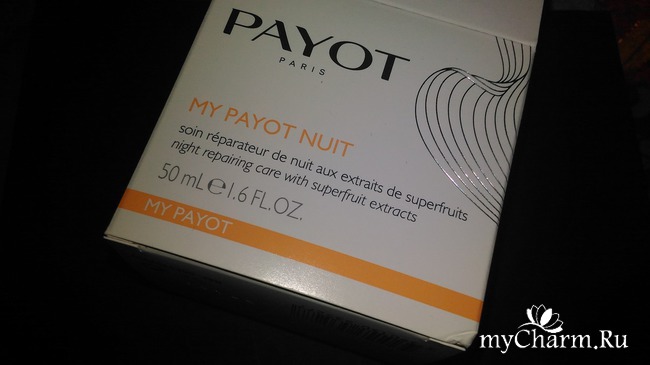 PAYOT
PARIS
MY PAYOT NUIT
soin réparateur de nuit aux extraits de superfruits
night repairing care with superfruit extracts
50 mL ℮ 1.6 FL.OZ.
MY PAYOT
myCharm.Ru